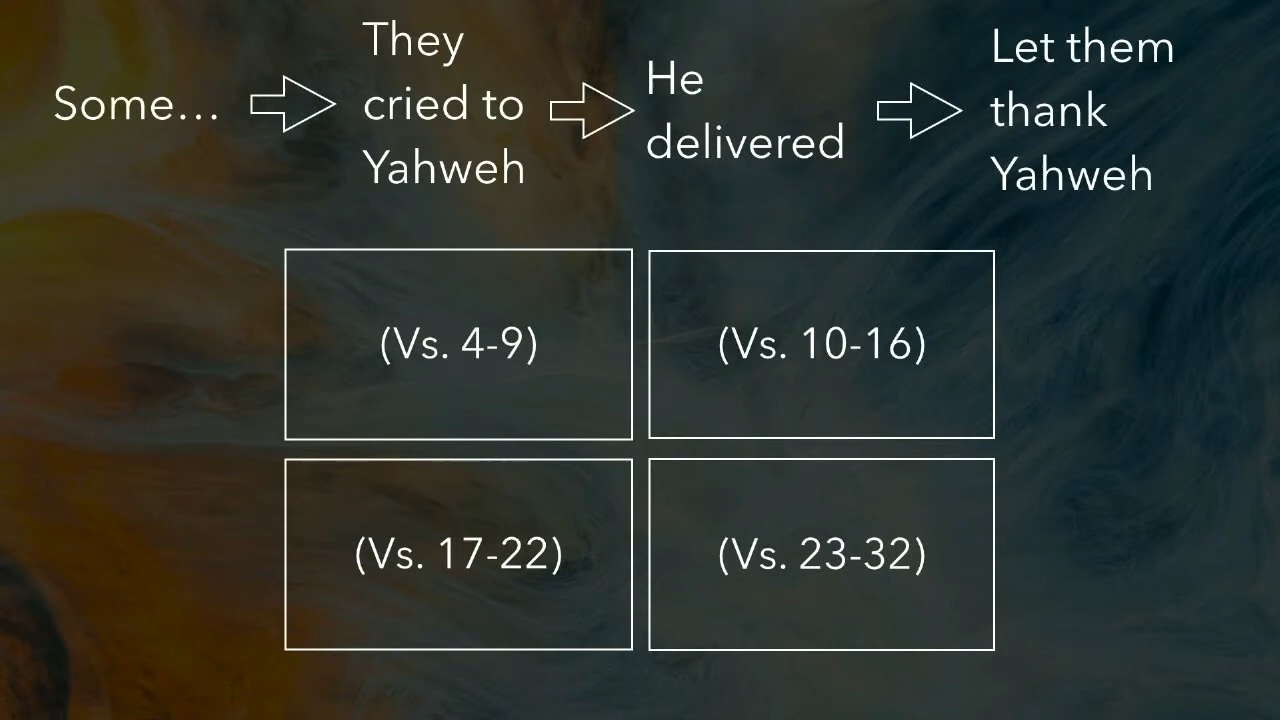 Some…
They
cried to
Yahweh
He
delivered
Let them
thank
Yahweh
(Vs. 4-9)
(Vs. 10-16)
(Vs. 17-22)
(Vs. 23-32)